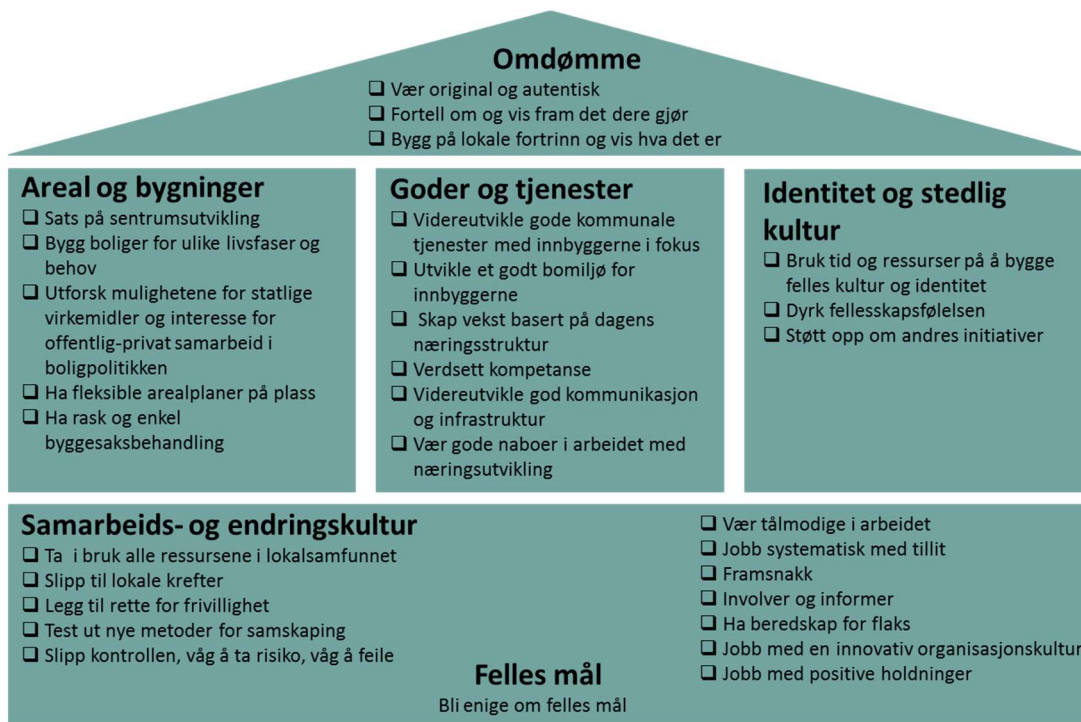 Omdømme
❑ Vær original og autentisk
❑ Fortell om og vis fram det dere gjør
❑ Bygg på lokale fortrinn og vis hva det er
Areal og bygninger
❑ Sats på sentrumsutvikling
❑ Bygg boliger for ulike livsfaser og
behov
❑ Utforsk mulighetene for statlige
virkemidler og interesse for
offentlig-privat samarbeid i
boligpolitikken
❑ Ha fleksible arealplaner på plass
❑ Ha rask og enkel
byggesaksbehandling
Goder og tjenester
❑ Videreutvikle gode kommunale
tjenester med innbyggerne i fokus
❑ Utvikle et godt bomiljø for
innbyggerne
❑ Skap vekst basert på dagens
næringsstruktur
❑ Verdsett kompetanse
❑ Videreutvikle god kommunikasjon
og infrastruktur
❑ Vær gode naboer i arbeidet med
næringsutvikling
Identitet og stedlig
kultur
❑ Bruk tid og ressurser på å bygge
felles kultur og identitet
❑ Dyrk fellesskapsfølelsen
❑ Støtt opp om andres initiativer
Samarbeids- og endringskultur
❑ Ta i bruk alle ressursene i lokalsamfunnet
❑ Slipp til lokale krefter
❑ Legg til rette for frivillighet
❑ Test ut nye metoder for samskaping
❑ Slipp kontrollen, våg å ta risiko, våg å feile
❑ Vær tålmodige i arbeidet
❑ Jobb systematisk med tillit
❑ Framsnakk
❑ Involver og informer
❑ Ha beredskap for flaks
❑ Jobb med en innovativ organisasjonskultur
❑ Jobb med positive holdninger
Felles mål
Bli enige om felles mål